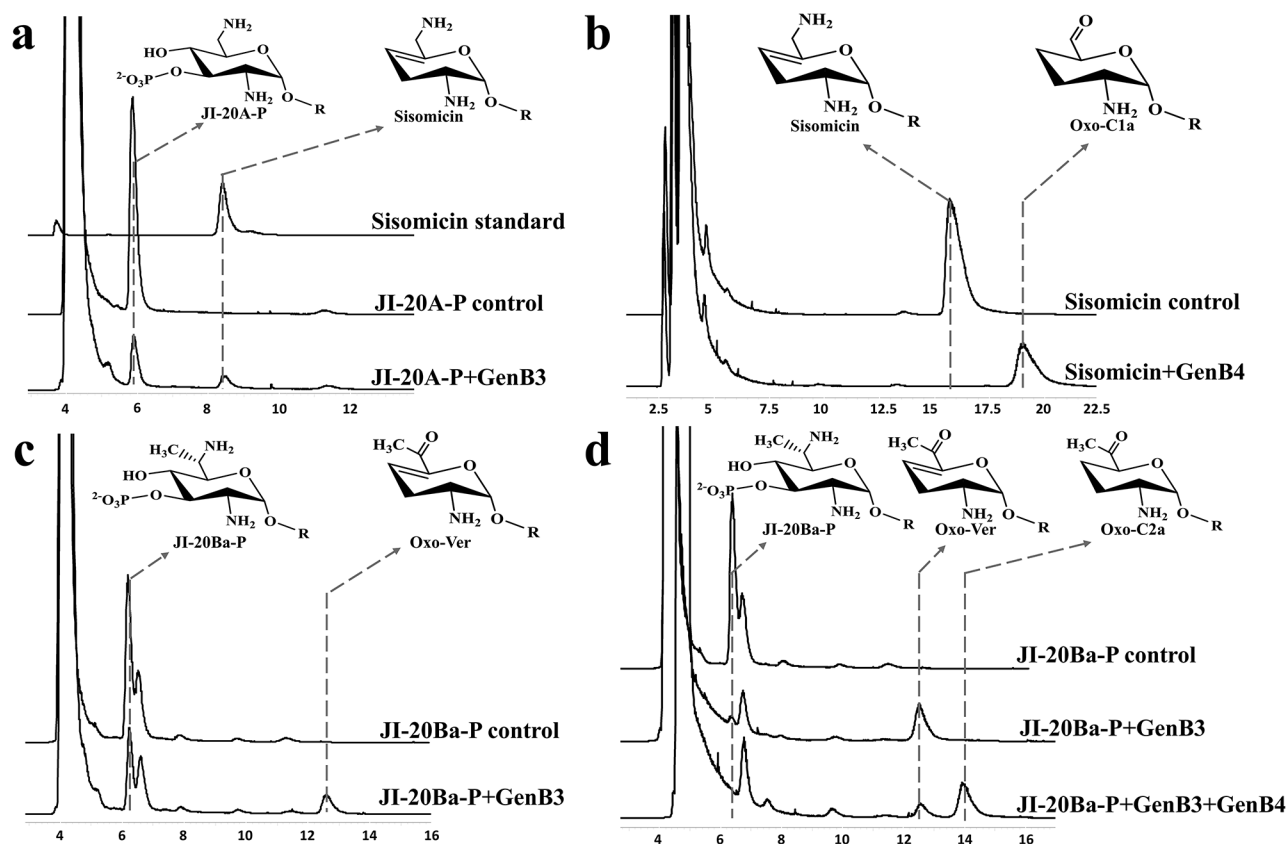 a
NH₂
HO
O
²⁻O₃P
O
NH₂
O
R
JI-20A-P
NH₂
O
NH₂
O
R
Sisomicin
Sisomicin standard
JI-20A-P control
JI-20A-P+GenB3
4 6 8 10 12
b
NH₂
O
NH₂
O
R
Sisomicin
O
O
NH₂
O
R
Oxo-C1a
Sisomicin control
Sisomicin+GenB4
2.5 5 7.5 10 12.5 15 17.5 20 22.5
c
H₃C
NH₂
HO
O
²⁻O₃P
O
NH₂
O
R
JI-20Ba-P
H₃C
O
O
NH₂
O
R
Oxo-Ver
JI-20Ba-P control
JI-20Ba-P+GenB3
4 6 8 10 12 14 16
d
H₃C
NH₂
HO
O
²⁻O₃P
O
NH₂
O
R
JI-20Ba-P
H₃C
O
O
NH₂
O
R
Oxo-Ver
H₃C
O
O
NH₂
O
R
Oxo-C2a
JI-20Ba-P control
JI-20Ba-P+GenB3
JI-20Ba-P+GenB3+GenB4
4 6 8 10 12 14 16